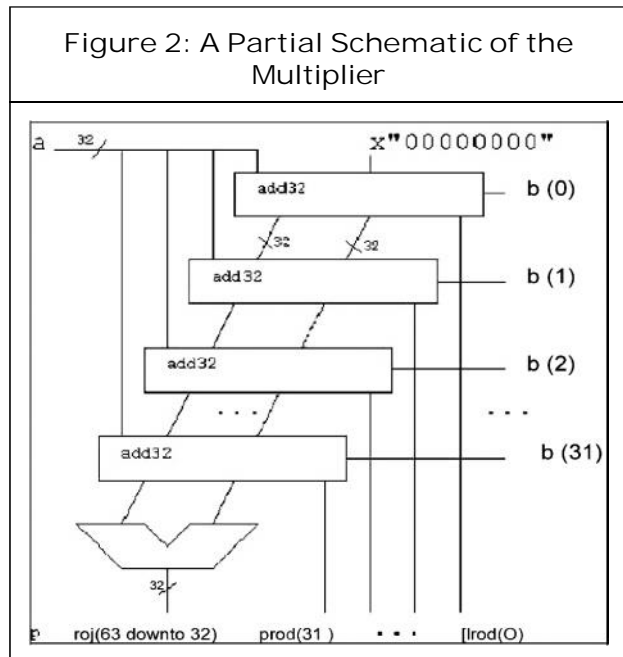 Figure 2: A Partial Schematic of the
Multiplier
a 32 x"00000000"
add32 b (0)
32 32
add32 b (1)
add32 b (2)
. . . . . .
add32 b (31)
32
p roj(63 downto 32) prod(31 ) . . . [lrod(O)